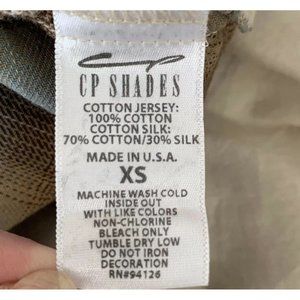 CP
CP SHADES
COTTON JERSEY:
100% COTTON
COTTON SILK:
70% COTTON/30% SILK
MADE IN U.S.A.
XS
MACHINE WASH COLD
INSIDE OUT
WITH LIKE COLORS
NON-CHLORINE
BLEACH ONLY
TUMBLE DRY LOW
DO NOT IRON
DECORATION
RN#94126